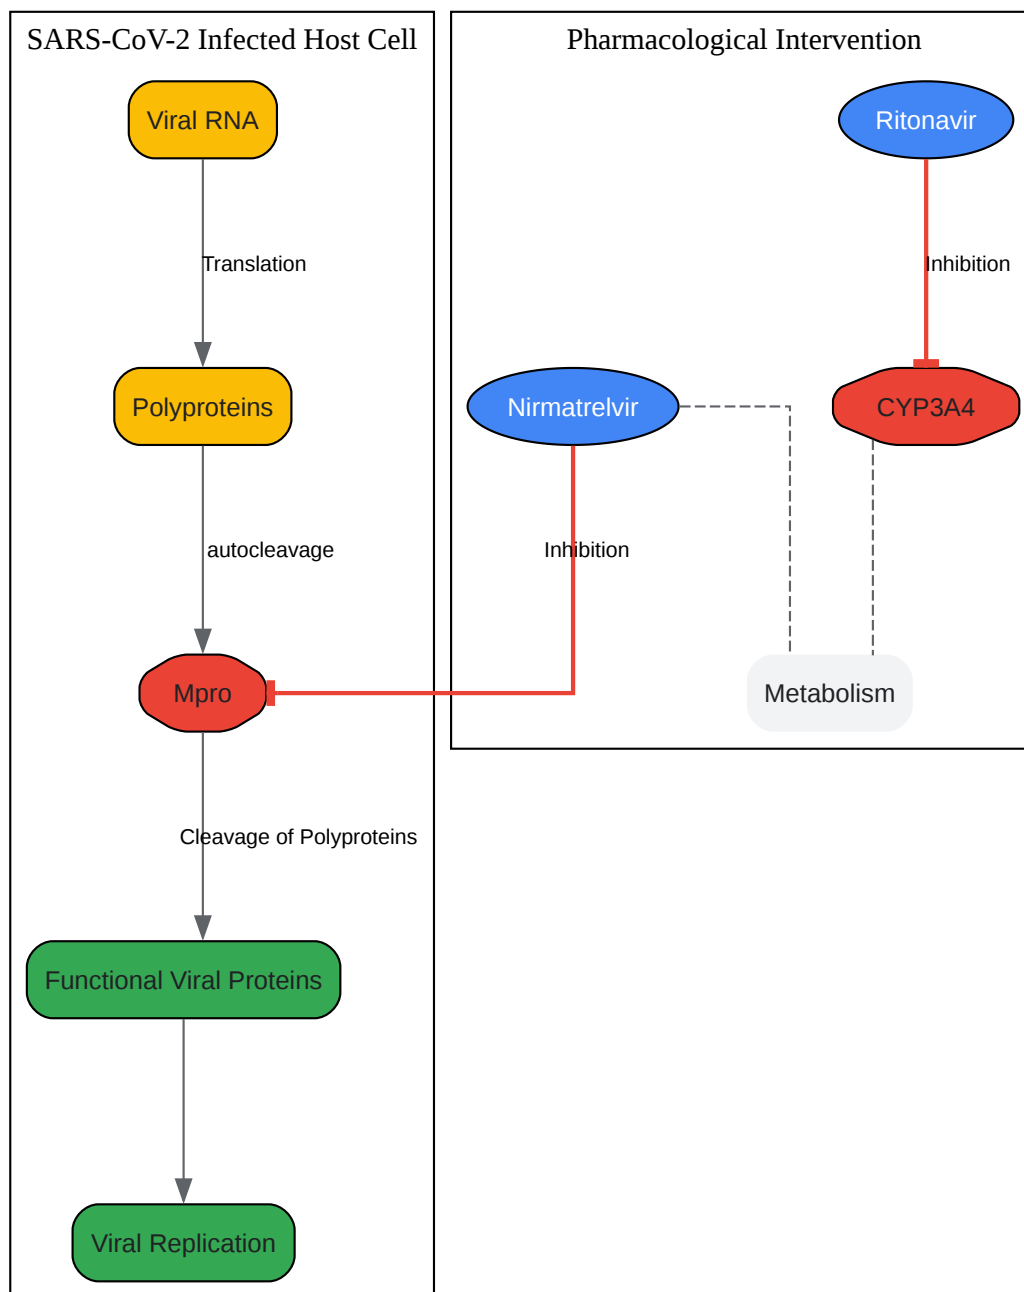 SARS-CoV-2 Infected Host Cell
Viral RNA
Translation
Polyproteins
autocleavage
Mpro
Cleavage of Polyproteins
Functional Viral Proteins
Viral Replication
Pharmacological Intervention
Ritonavir
Inhibition
Nirmatrelvir
CYP3A4
Inhibition
Metabolism